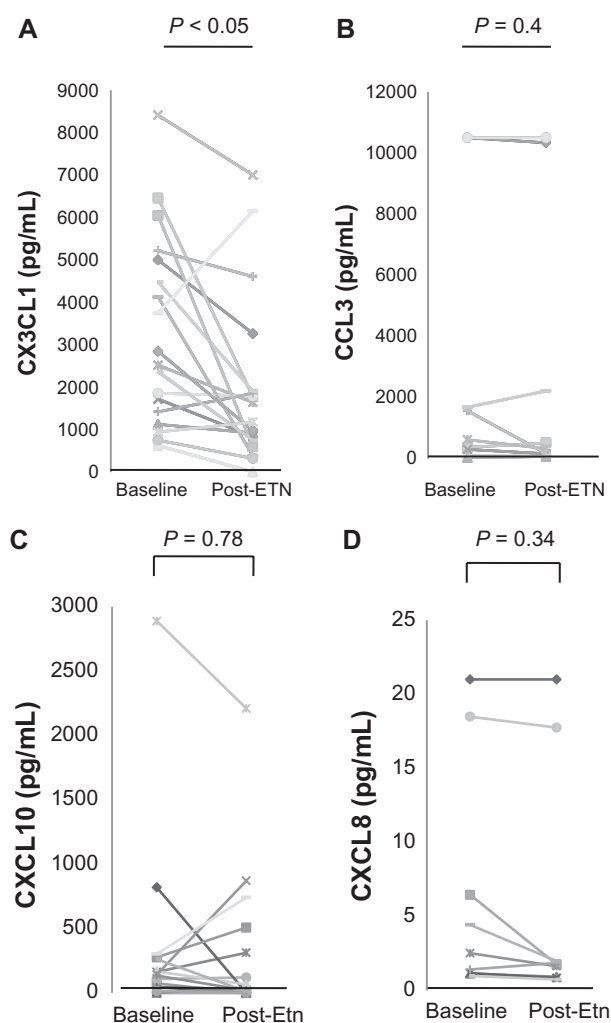 A
P < 0.05
CX3CL1 (pg/mL)
9000
8000
7000
6000
5000
4000
3000
2000
1000
0
Baseline Post-ETN
B
P = 0.4
CCL3 (pg/mL)
12000
10000
8000
6000
4000
2000
0
Baseline Post-ETN
C
P = 0.78
CXCL10 (pg/mL)
3000
2500
2000
1500
1000
500
0
Baseline Post-Etn
D
P = 0.34
CXCL8 (pg/mL)
25
20
15
10
5
0
Baseline Post-Etn